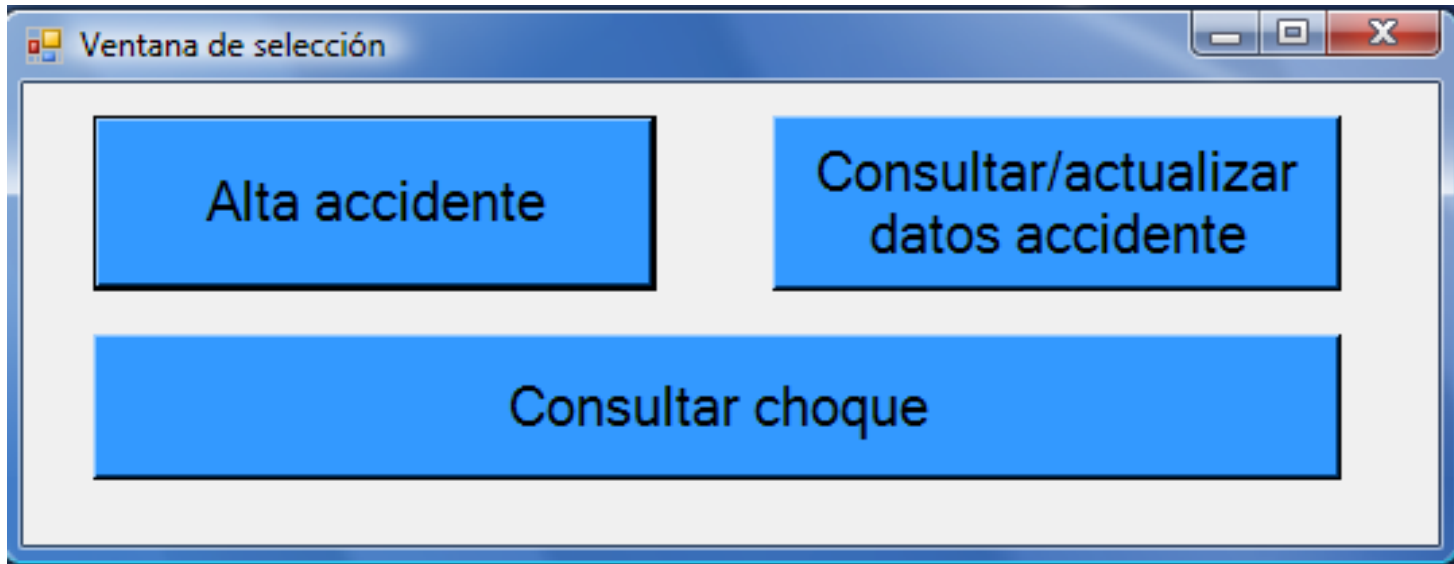 Ventana de selección
Alta accidente
Consultar/actualizar
datos accidente
Consultar choque